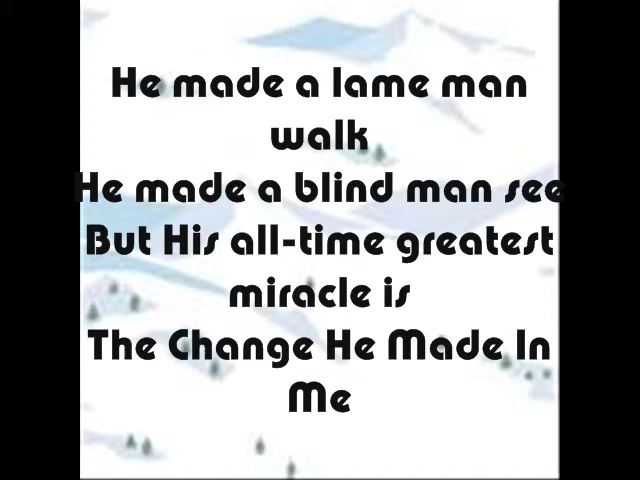 He made a lame man
walk
He made a blind man see
But His all-time greatest
miracle is
The Change He Made In
Me